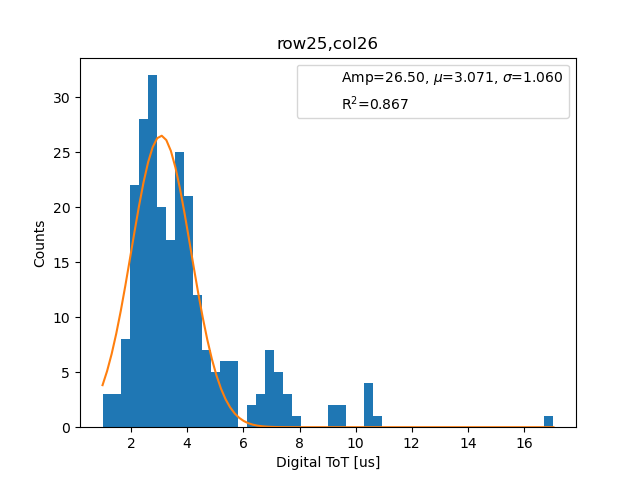 row25,col26
Amp=26.50, μ=3.071, σ=1.060
R²=0.867
30
25
20
15
10
5
0
Counts
2 4 6 8 10 12 14 16
Digital ToT [us]